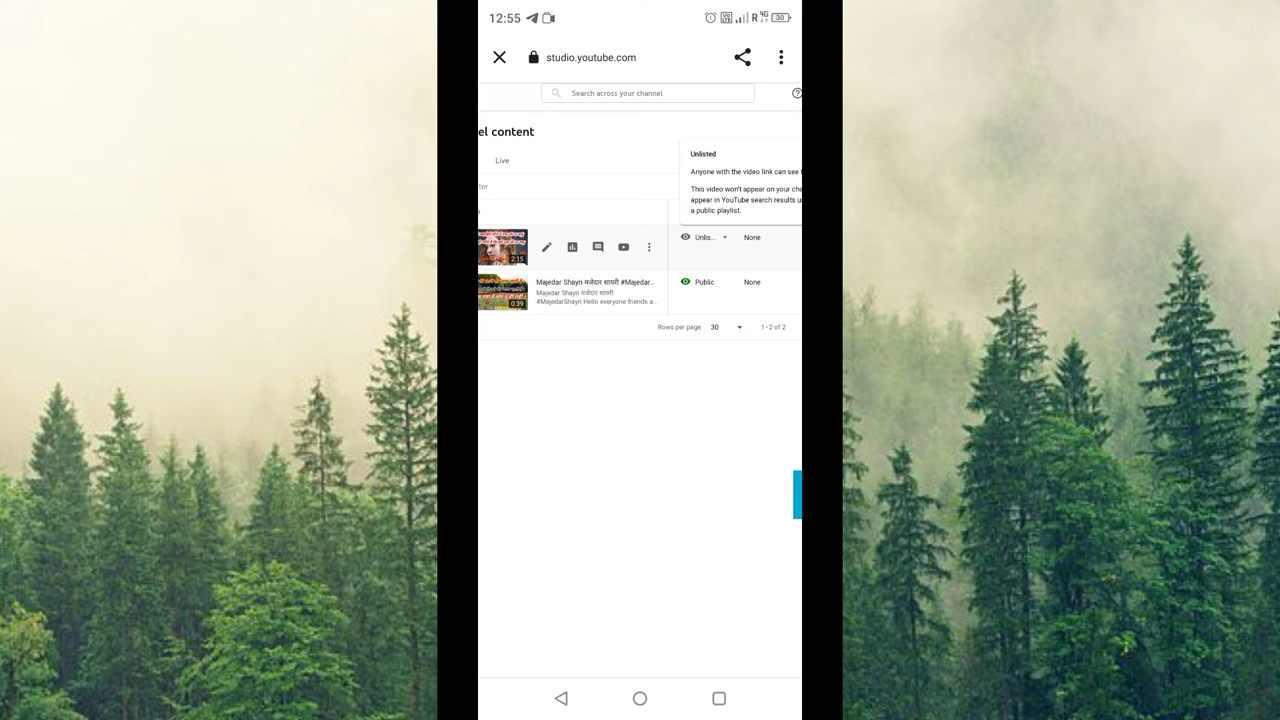 12:55
R 4G 30
studio.youtube.com
Search across your channel
el content
Live
ter
Unlisted
Anyone with the video link can see
This video won't appear on your cha
appear in YouTube search results u
a public playlist.
2:15
Unlis...
None
0:39
Majedar Shayri मजेदार शायरी #Majedar...
Majedar Shayri मजेदार शायरी
#MajedarShayri Hello everyone friends a...
Public
None
Rows per page: 30
1–2 of 2